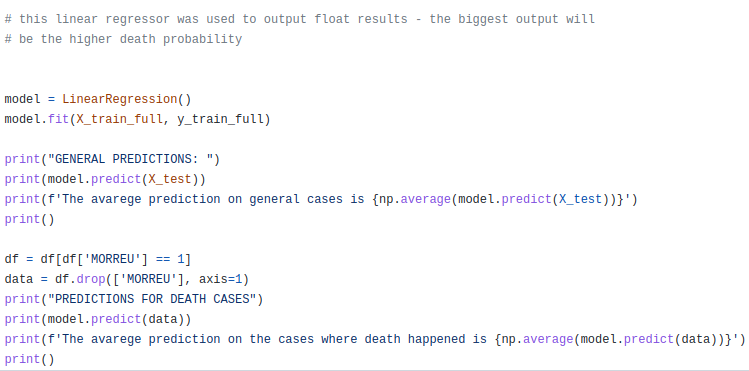 # this linear regressor was used to output float results - the biggest output will
# be the higher death probability
model = LinearRegression()
model.fit(X_train_full, y_train_full)
print("GENERAL PREDICTIONS: ")
print(model.predict(X_test))
print(f'The avarege prediction on general cases is {np.average(model.predict(X_test))}')
print()
df = df[df['MORREU'] == 1]
data = df.drop(['MORREU'], axis=1)
print("PREDICTIONS FOR DEATH CASES")
print(model.predict(data))
print(f'The avarege prediction on the cases where death happened is {np.average(model.predict(data))}')
print()